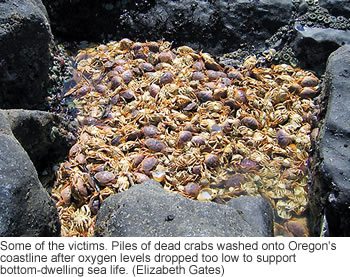 Some of the victims. Piles of dead crabs washed onto Oregon's
coastline after oxygen levels dropped too low to support
bottom-dwelling sea life. (Elizabeth Gates)